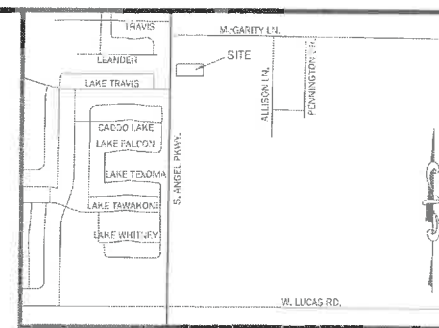 TRAVIS
McGARITY LN.
LEANDER
SITE
LAKE TRAVIS
ALLISON LN.
PENNINGTON DR.
CADDO LAKE
LAKE FALCON
S. ANGEL PKWY.
LAKE TEXOMA
LAKE TAWAKONI
LAKE WHITNEY
W. LUCAS RD.